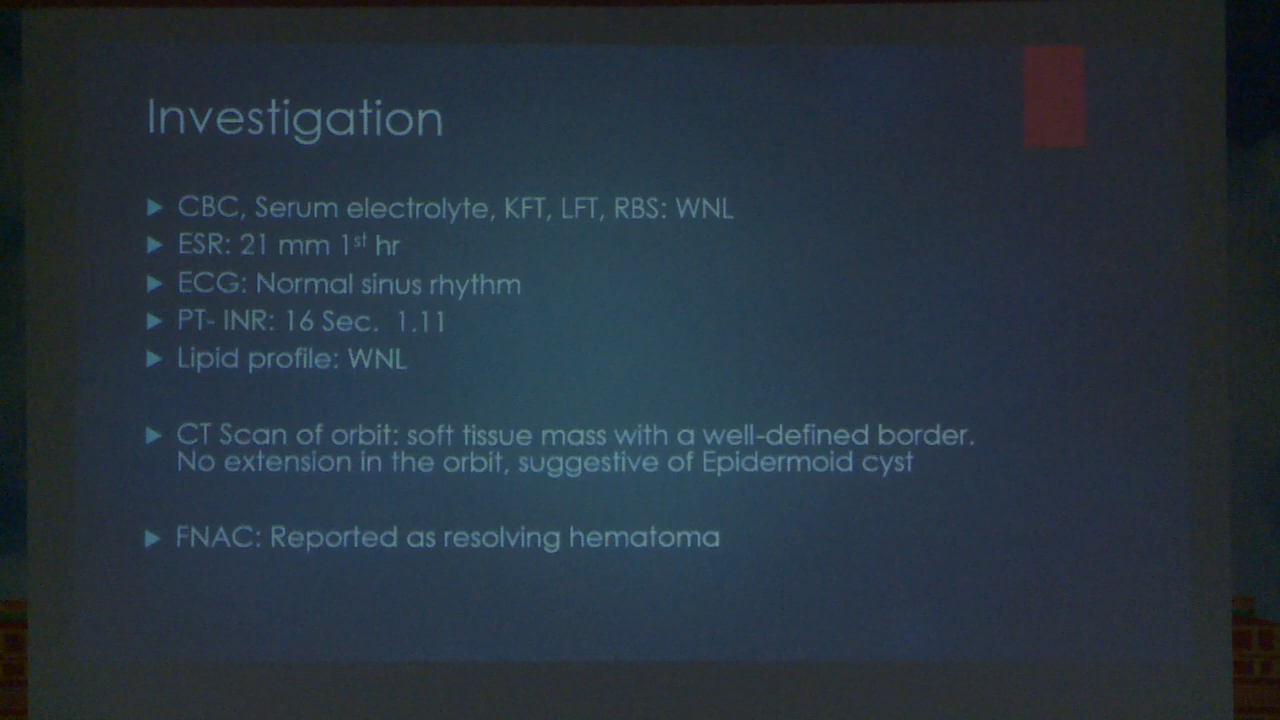 Investigation
CBC, Serum electrolyte, KFT, LFT, RBS: WNL
ESR: 21 mm 1st hr
ECG: Normal sinus rhythm
PT- INR: 16 Sec. 1.11
Lipid profile: WNL
CT Scan of orbit: soft tissue mass with a well-defined border.
No extension in the orbit, suggestive of Epidermoid cyst
FNAC: Reported as resolving hematoma